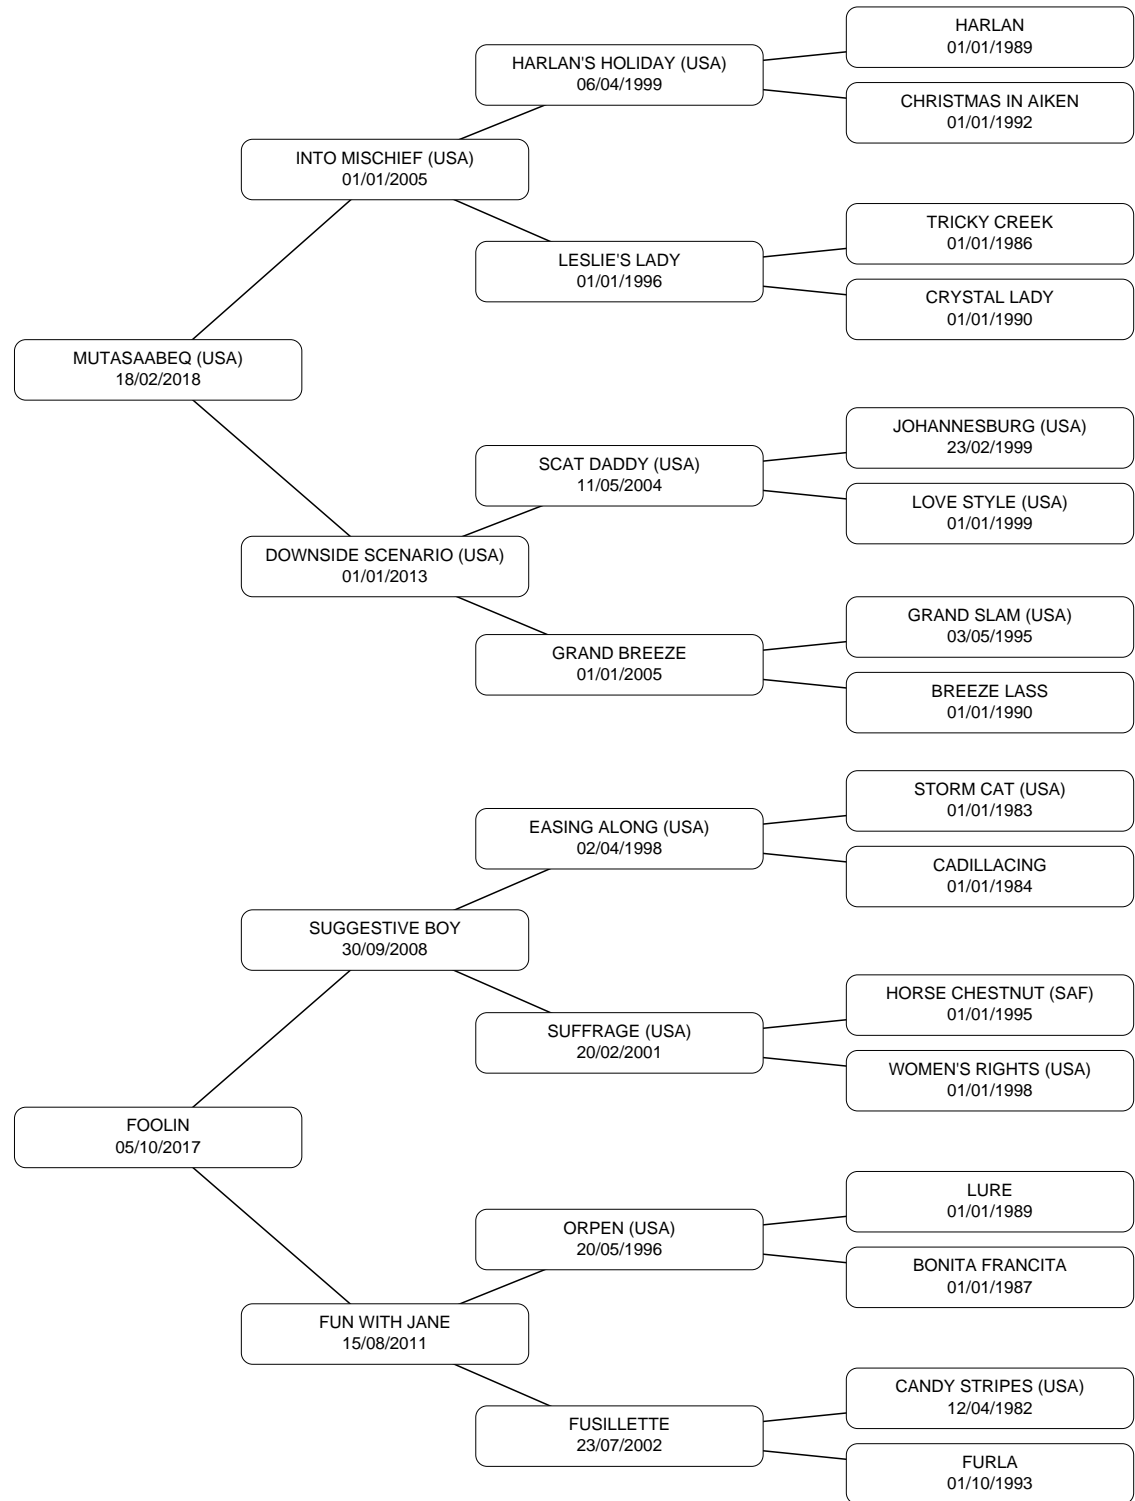 HARLAN
01/01/1989
HARLAN'S HOLIDAY (USA)
06/04/1999
CHRISTMAS IN AIKEN
01/01/1992
INTO MISCHIEF (USA)
01/01/2005
TRICKY CREEK
01/01/1986
LESLIE'S LADY
01/01/1996
CRYSTAL LADY
01/01/1990
MUTASAABEQ (USA)
18/02/2018
JOHANNESBURG (USA)
23/02/1999
SCAT DADDY (USA)
11/05/2004
LOVE STYLE (USA)
01/01/1999
DOWNSIDE SCENARIO (USA)
01/01/2013
GRAND SLAM (USA)
03/05/1995
GRAND BREEZE
01/01/2005
BREEZE LASS
01/01/1990
STORM CAT (USA)
01/01/1983
EASING ALONG (USA)
02/04/1998
CADILLACING
01/01/1984
SUGGESTIVE BOY
30/09/2008
HORSE CHESTNUT (SAF)
01/01/1995
SUFFRAGE (USA)
20/02/2001
WOMEN'S RIGHTS (USA)
01/01/1998
FOOLIN
05/10/2017
LURE
01/01/1989
ORPEN (USA)
20/05/1996
BONITA FRANCITA
01/01/1987
FUN WITH JANE
15/08/2011
CANDY STRIPES (USA)
12/04/1982
FUSILLETTE
23/07/2002
FURLA
01/10/1993